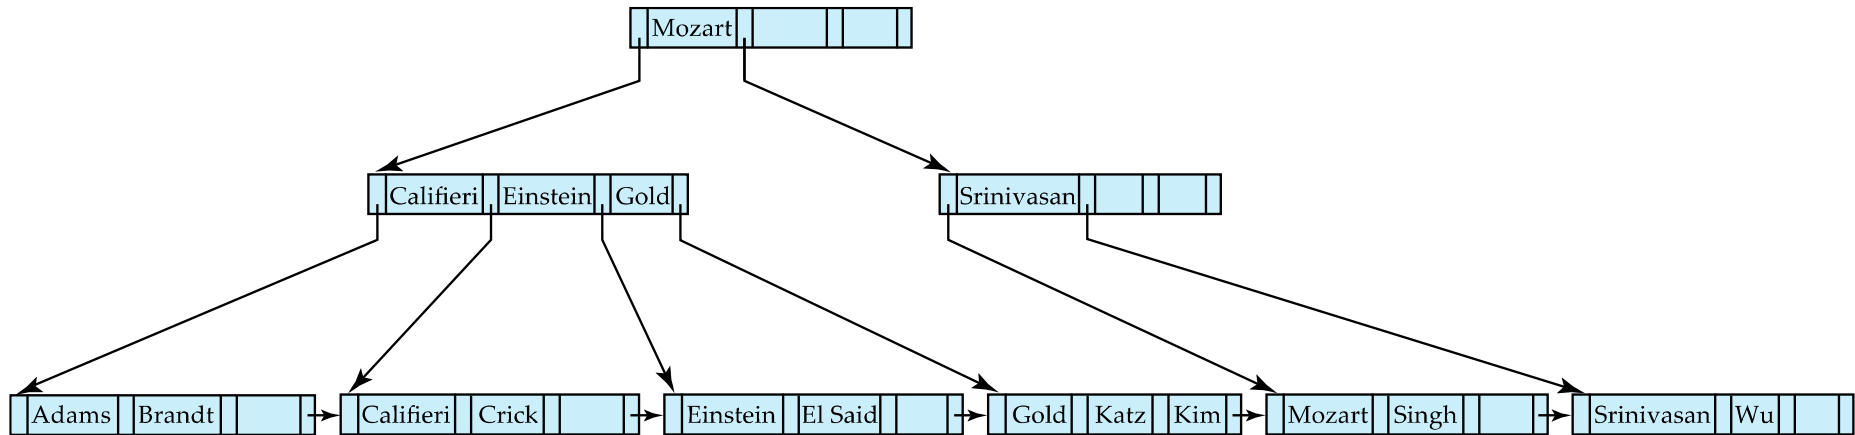 Mozart
Califieri Einstein Gold Srinivasan
Adams Brandt Califieri Crick Einstein El Said Gold Katz Kim Mozart Singh Srinivasan Wu